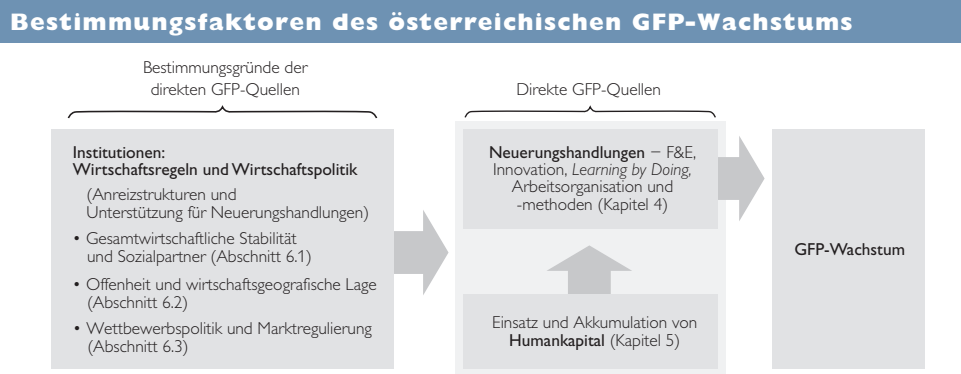 Bestimmungsfaktoren des österreichischen GFP-Wachstums
Bestimmungsgründe der
direkten GFP-Quellen
Direkte GFP-Quellen
Institutionen:
Wirtschaftsregeln und Wirtschaftspolitik
(Anreizstrukturen und
Unterstützung für Neuerungshandlungen)
• Gesamtwirtschaftliche Stabilität
und Sozialpartner (Abschnitt 6.1)
• Offenheit und wirtschaftsgeografische Lage
(Abschnitt 6.2)
• Wettbewerbspolitik und Marktregulierung
(Abschnitt 6.3)
Neuerungshandlungen – F&E,
Innovation, Learning by Doing,
Arbeitsorganisation und
-methoden (Kapitel 4)
Einsatz und Akkumulation von
Humankapital (Kapitel 5)
GFP-Wachstum